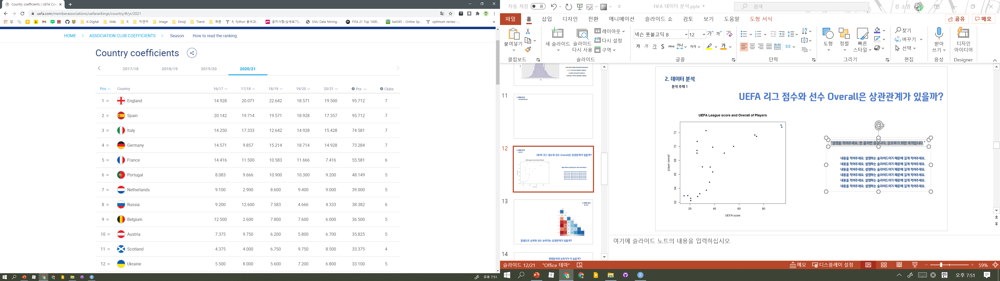 Country coefficients | UEFA Coe
uefa.com/memberassociations/uefarankings/country/#/yr/2021
앱
K-Digital
Web
R
자연어
Image
Emoji
Trend
취준
R, Python 분석과...
공지사항(상세보기)...
SNU Data Mining...
FIFA 21 Top 1000...
bet365 - Online Sp...
optimum review ::...
HOME
ASSOCIATION CLUB COEFFICIENTS
Season
How to read the ranking
Country coefficients
2017/18 2018/19 2019/20 2020/21
Pos Country 16/17 17/18 18/19 19/20 20/21 Pts Clubs
1 = England 14.928 20.071 22.642 18.571 19.500 95.712 7
2 = Spain 20.142 19.714 19.571 18.928 17.357 95.712 7
3 = Italy 14.250 17.333 12.642 14.928 15.428 74.581 7
4 = Germany 14.571 9.857 15.214 18.714 14.928 73.284 7
5 = France 14.416 11.500 10.583 11.666 7.416 55.581 6
6 = Portugal 8.083 9.666 10.900 10.300 9.200 48.149 5
7 = Netherlands 9.100 2.900 8.600 9.400 9.000 39.000 5
8 = Russia 9.200 12.600 7.583 4.666 4.333 38.382 6
9 = Belgium 12.500 2.600 7.800 7.600 6.000 36.500 5
10 = Austria 7.375 9.750 6.200 5.800 6.700 35.825 5
11 = Scotland 4.375 4.000 6.750 9.750 8.500 33.375 4
12 = Ukraine 5.500 8.000 5.600 7.200 6.800 33.100 5
오후 7:51
자동 저장 끔
FIFA 데이터 분석.pptx
검색
장 소영
파일 홈 삽입 디자인 전환 애니메이션 슬라이드 쇼 검토 보기 도움말 도형 서식
공유 메모
붙여넣기
클립보드
새 슬라이드
슬라이드 다시 사용
레이아웃
다시 설정
구역
슬라이드
넥슨 풋볼고딕 B 12
글꼴
단락
도형 정렬 빠른 스타일
그리기
찾기
바꾸기
선택
편집
받아쓰기
음성
디자인 아이디어
Designer
11
12
13
발롱도르 순위와 선수 능력치는 상관관계가 있을까?
14
왼발잡이의 능력치가 더 높을까?
2. 데이터 분석
분석 주제 1
UEFA 리그 점수와 선수 Overall은 상관관계가 있을까?
UEFA League score and Overall of Players
player overall
72
70
68
66
64
62
20 40 60 80
UEFA score
"설명을 적어주세요. 한 줄이면 좋습니다. 강조하기 위한 목적입니다."
내용을 적어주세요. 설명하는 슬라이드이기 때문에 길게 적어주세요.
내용을 적어주세요. 설명하는 슬라이드이기 때문에 길게 적어주세요.
내용을 적어주세요. 설명하는 슬라이드이기 때문에 길게 적어주세요.
내용을 적어주세요. 설명하는 슬라이드이기 때문에 길게 적어주세요.
내용을 적어주세요. 설명하는 슬라이드이기 때문에 길게 적어주세요.
내용을 적어주세요. 설명하는 슬라이드이기 때문에 길게 적어주세요.
여기에 슬라이드 노트의 내용을 입력하십시오
슬라이드 12/21 "Office 테마"
메모 디스플레이 설정 59%
한 오후 7:51